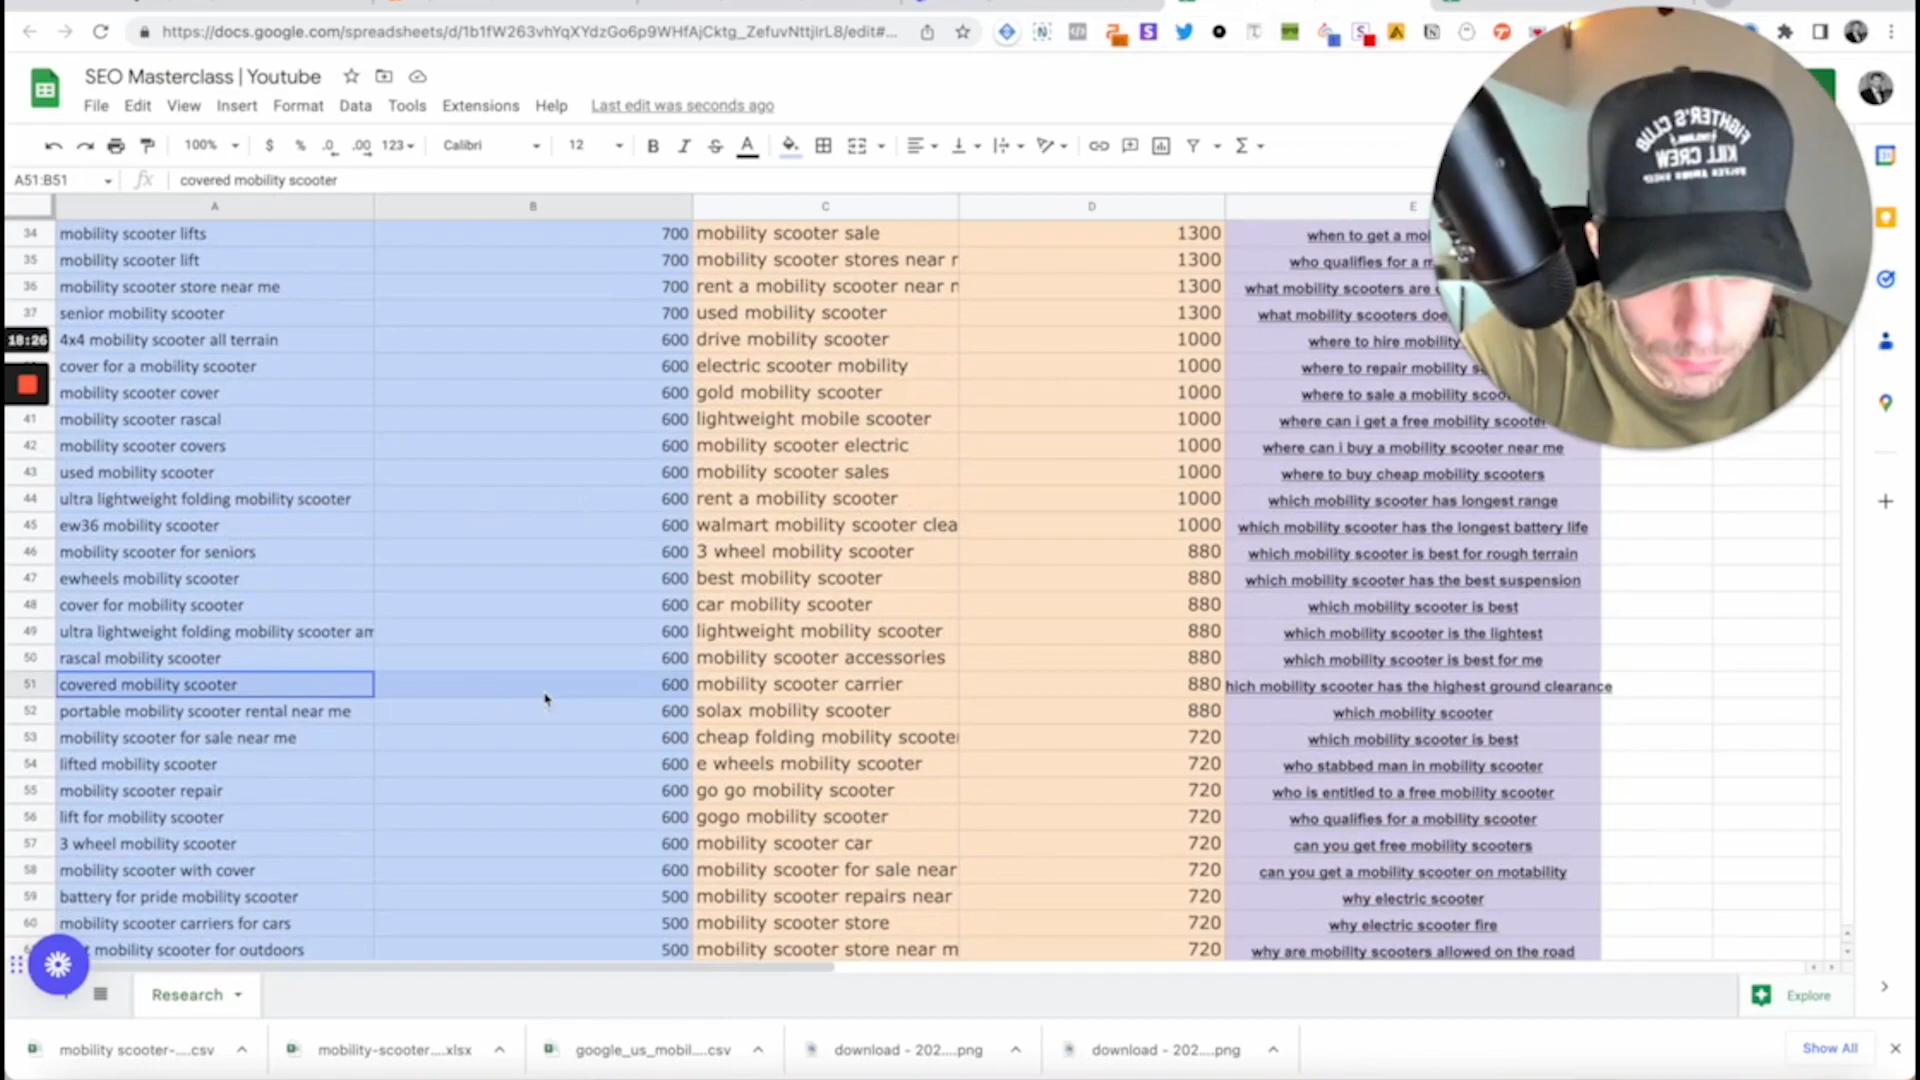 https://docs.google.com/spreadsheets/d/1b1fW263vhYqXYdzGo6p9WHfAjCktg_ZefuvNttjIrL8/edit#...
SEO Masterclass | Youtube
File Edit View Insert Format Data Tools Extensions Help Last edit was seconds ago
100% $ % .0 .00 123 Calibri 12 B I S A
A51:B51 fx covered mobility scooter
A B C D E
34 mobility scooter lifts 700 mobility scooter sale 1300 when to get a
35 mobility scooter lift 700 mobility scooter stores near 1300 who qualifies for a
36 mobility scooter store near me 700 rent a mobility scooter near 1300 what mobility scooters are
37 senior mobility scooter 700 used mobility scooter 1300 what mobility scooters
18:26 4x4 mobility scooter all terrain 600 drive mobility scooter 1000 where to hire
cover for a mobility scooter 600 electric scooter mobility 1000 where to repair mobility
mobility scooter cover 600 gold mobility scooter 1000 where to sale a mobility
41 mobility scooter rascal 600 lightweight mobile scooter 1000 where can i get a free mobility scooter
42 mobility scooter covers 600 mobility scooter electric 1000 where can i buy a mobility scooter near me
43 used mobility scooter 600 mobility scooter sales 1000 where to buy cheap mobility scooters
44 ultra lightweight folding mobility scooter 600 rent a mobility scooter 1000 which mobility scooter has longest range
45 ew36 mobility scooter 600 walmart mobility scooter clea 1000 which mobility scooter has the longest battery life
46 mobility scooter for seniors 600 3 wheel mobility scooter 880 which mobility scooter is best for rough terrain
47 ewheels mobility scooter 600 best mobility scooter 880 which mobility scooter has the best suspension
48 cover for mobility scooter 600 car mobility scooter 880 which mobility scooter is best
49 ultra lightweight folding mobility scooter 600 lightweight mobility scooter 880 which mobility scooter is the lightest
50 rascal mobility scooter 600 mobility scooter accessories 880 which mobility scooter is best for me
51 covered mobility scooter 600 mobility scooter carrier 880 hich mobility scooter has the highest ground clearance
52 portable mobility scooter rental near me 600 solax mobility scooter 880 which mobility scooter
53 mobility scooter for sale near me 600 cheap folding mobility scoote 720 which mobility scooter is best
54 lifted mobility scooter 600 e wheels mobility scooter 720 who stabbed man in mobility scooter
55 mobility scooter repair 600 go go mobility scooter 720 who is entitled to a free mobility scooter
56 lift for mobility scooter 600 gogo mobility scooter 720 who qualifies for a mobility scooter
57 3 wheel mobility scooter 600 mobility scooter car 720 can you get free mobility scooters
58 mobility scooter with cover 600 mobility scooter for sale near 720 can you get a mobility scooter on motability
59 battery for pride mobility scooter 500 mobility scooter repairs near 720 why electric scooter
60 mobility scooter carriers for cars 500 mobility scooter store 720 why electric scooter fire
mobility scooter for outdoors 500 mobility scooter store near m 720 why are mobility scooters allowed on the road
Research Explore
mobility scooter-....csv mobility-scooter....xlsx google_us_mobil....csv download - 202....png download - 202....png Show All
FIGHTER'S CLUB
KILL CREW